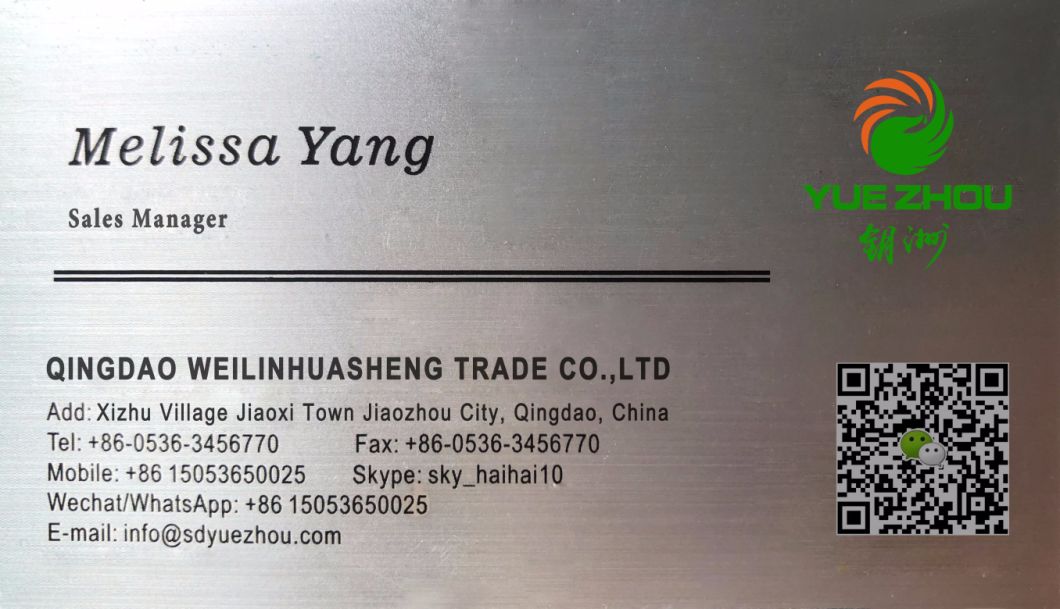 Melissa Yang
Sales Manager
YUE ZHOU
钥洲
QINGDAO WEILINHUASHENG TRADE CO.,LTD
Add: Xizhu Village Jiaoxi Town Jiaozhou City, Qingdao, China
Tel: +86-0536-3456770 Fax: +86-0536-3456770
Mobile: +86 15053650025 Skype: sky_haihai10
Wechat/WhatsApp: +86 15053650025
E-mail: info@sdyuezhou.com